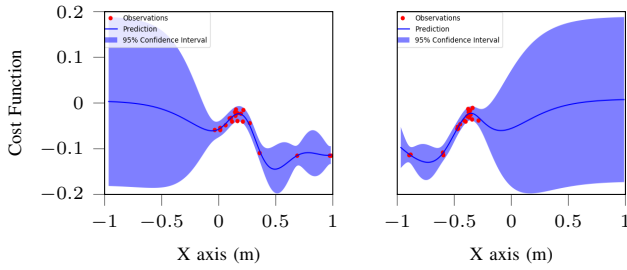 Observations
Prediction
95% Confidence Interval
Cost Function
0.2
0.1
0
−0.1
−0.2
−1 −0.5 0 0.5 1
X axis (m)
Observations
Prediction
95% Confidence Interval
−1 −0.5 0 0.5 1
X axis (m)